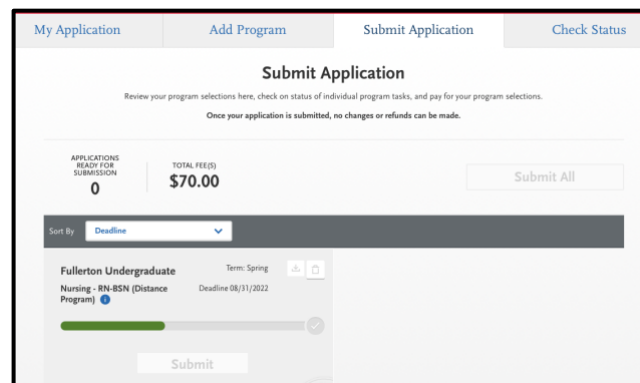 My Application
Add Program
Submit Application
Check Status
Submit Application
Review your program selections here, check on status of individual program tasks, and pay for your program selections.
Once your application is submitted, no changes or refunds can be made.
APPLICATIONS
READY FOR
SUBMISSION
0
TOTAL FEE(S)
$70.00
Submit All
Sort By
Deadline
Fullerton Undergraduate
Term: Spring
Nursing - RN-BSN (Distance
Program)
Deadline 08/31/2022
Submit